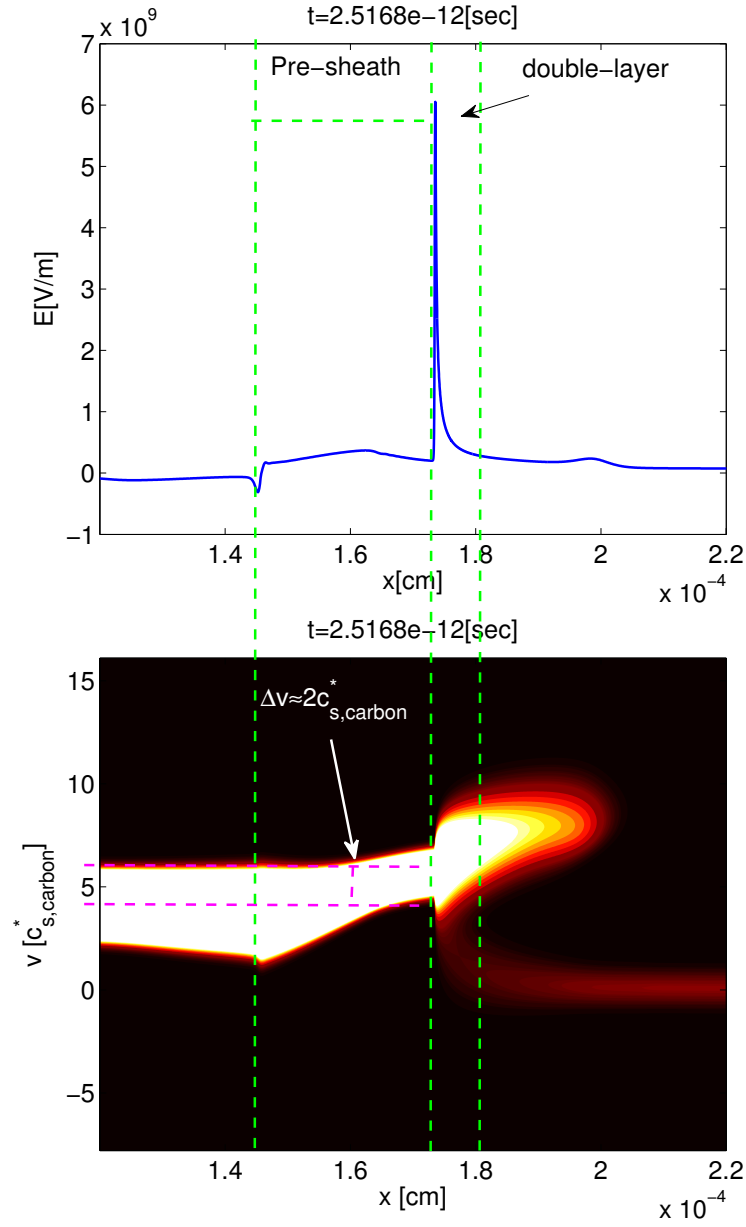 t=2.5168e−12[sec]
x 10^9
Pre−sheath
double−layer
7
6
5
4
3
2
1
0
−1
E[V/m]
1.4
1.6
1.8
2
2.2
x[cm]
x 10^−4
t=2.5168e−12[sec]
Δv≈2c^*_s,carbon
15
10
5
0
−5
v [c^*_s,carbon]
1.4
1.6
1.8
2
2.2
x [cm]
x 10^−4